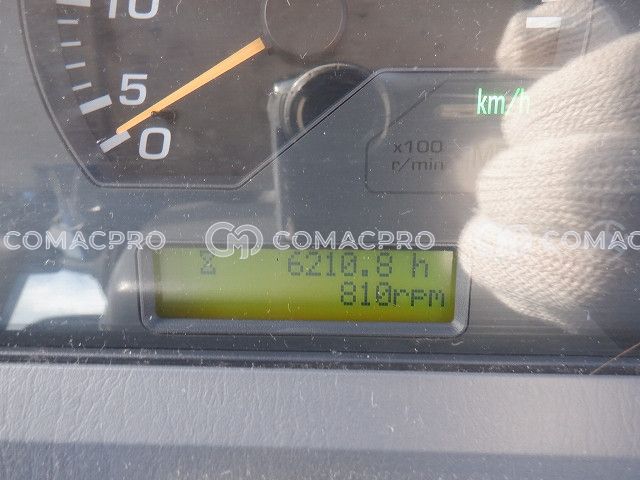 10
5
0
km/h
x100
r/min
COMACPRO COMACPRO COMACPRO
6210.8 h
810rpm